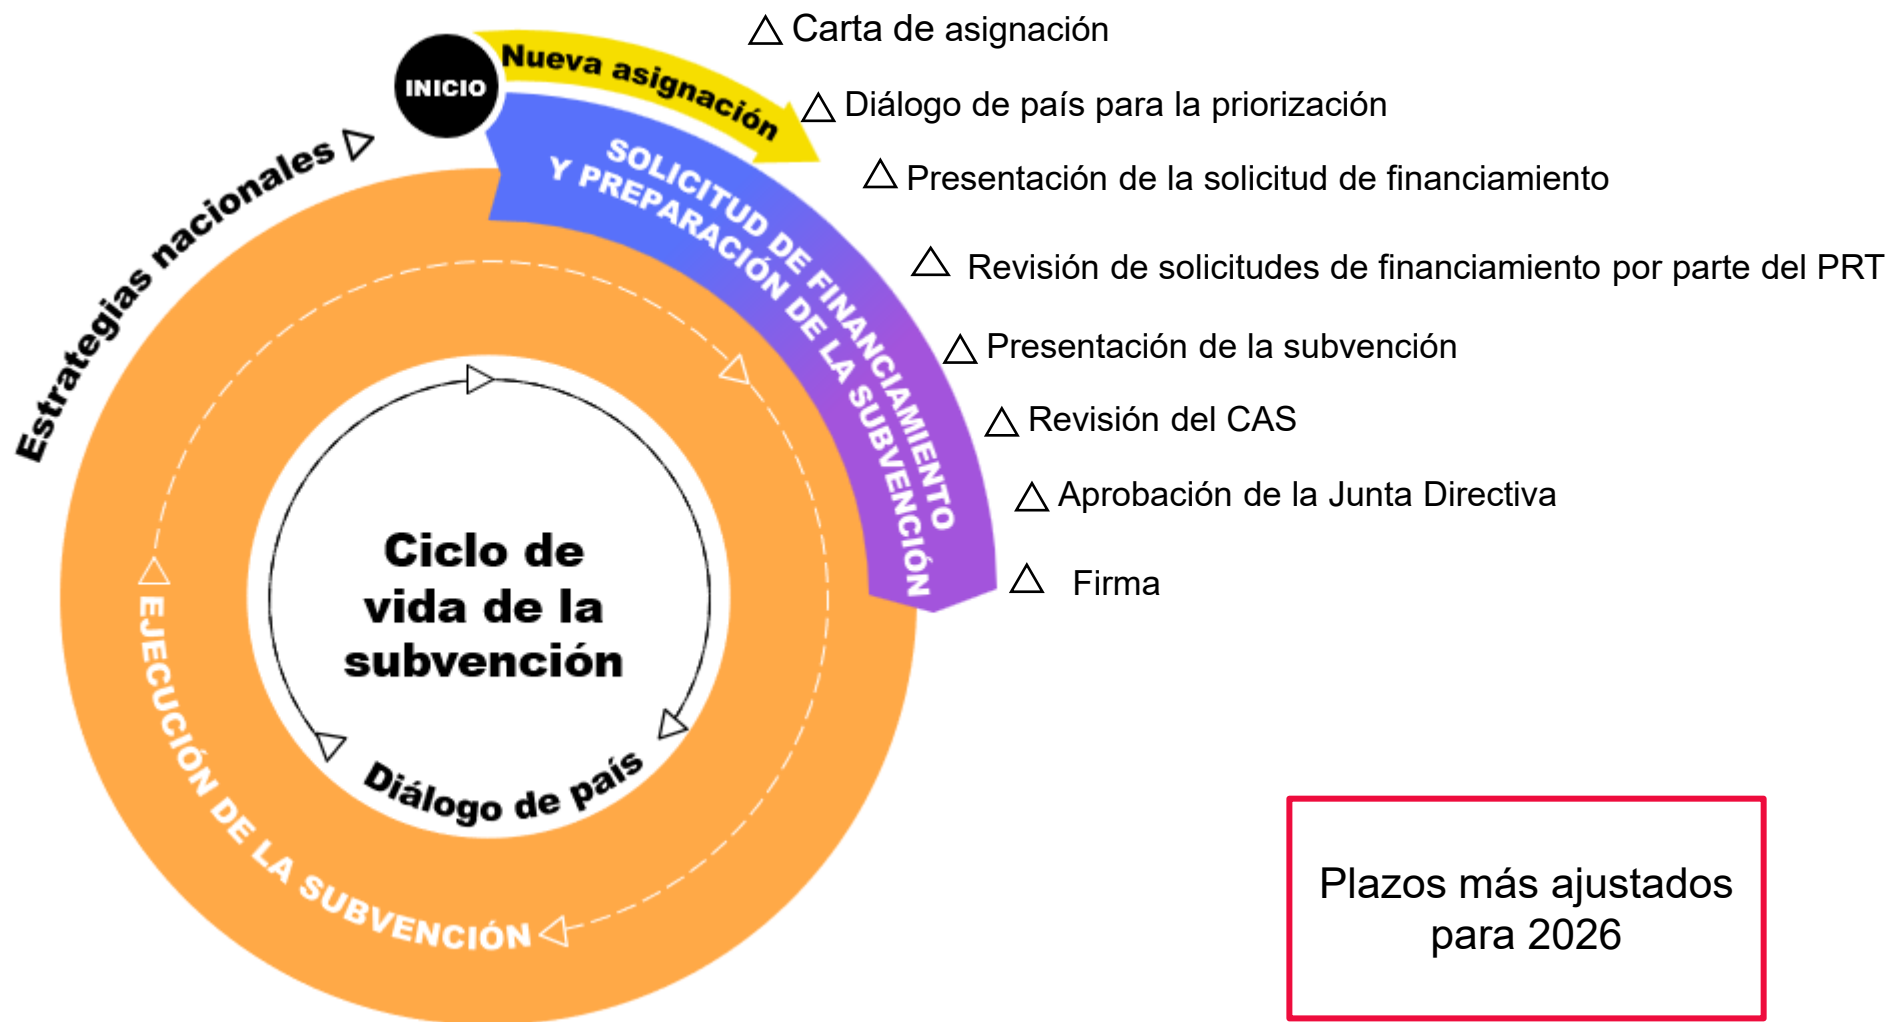 Carta de asignación
Nueva asignación
INICIO
Diálogo de país para la priorización
Estrategias nacionales
SOLICITUD DE FINANCIAMIENTO
Y PREPARACIÓN DE LA SUBVENCIÓN
Presentación de la solicitud de financiamiento
Revisión de solicitudes de financiamiento por parte del PRT
Presentación de la subvención
Revisión del CAS
Aprobación de la Junta Directiva
Firma
Ciclo de
vida de la
subvención
Diálogo de país
EJECUCIÓN DE LA SUBVENCIÓN
Plazos más ajustados
para 2026